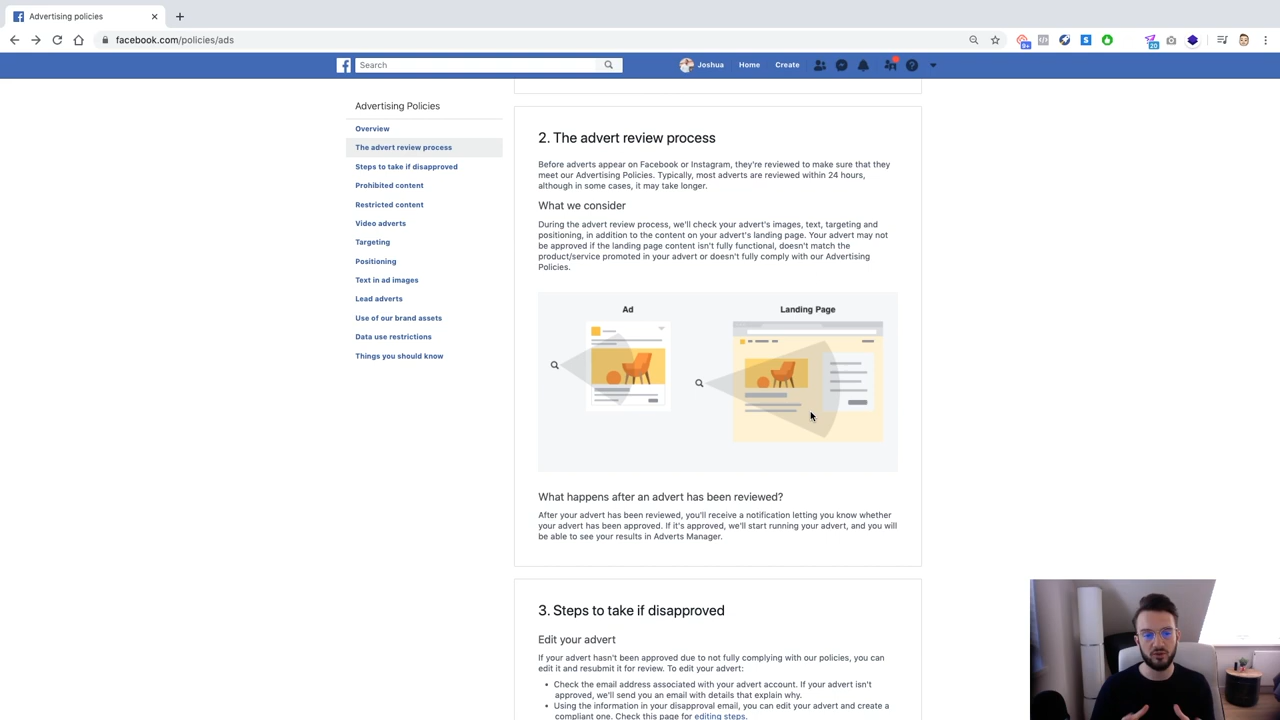 Advertising policies
facebook.com/policies/ads
9+
20
Search
Joshua
Home
Create
Advertising Policies
Overview
The advert review process
Steps to take if disapproved
Prohibited content
Restricted content
Video adverts
Targeting
Positioning
Text in ad images
Lead adverts
Use of our brand assets
Data use restrictions
Things you should know
2. The advert review process
Before adverts appear on Facebook or Instagram, they're reviewed to make sure that they
meet our Advertising Policies. Typically, most adverts are reviewed within 24 hours,
although in some cases, it may take longer.
What we consider
During the advert review process, we'll check your advert's images, text, targeting and
positioning, in addition to the content on your advert's landing page. Your advert may not
be approved if the landing page content isn't fully functional, doesn't match the
product/service promoted in your advert or doesn't fully comply with our Advertising
Policies.
Ad
Landing Page
What happens after an advert has been reviewed?
After your advert has been reviewed, you'll receive a notification letting you know whether
your advert has been approved. If it's approved, we'll start running your advert, and you will
be able to see your results in Adverts Manager.
3. Steps to take if disapproved
Edit your advert
If your advert hasn't been approved due to not fully complying with our policies, you can
edit it and resubmit it for review. To edit your advert:
• Check the email address associated with your advert account. If your advert isn't
approved, we'll send you an email with details that explain why.
• Using the information in your disapproval email, you can edit your advert and create a
compliant one. Check this page for editing steps.